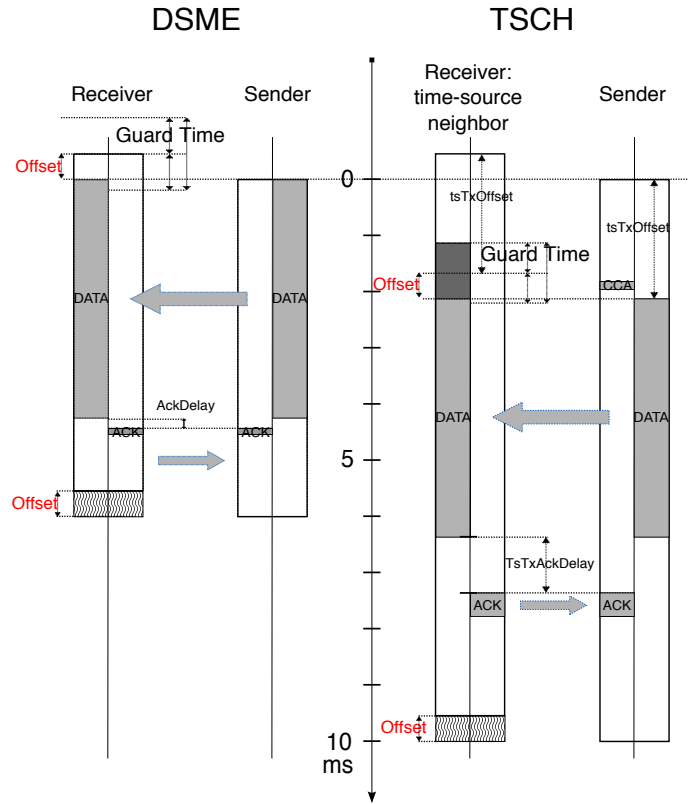 DSME
TSCH
Receiver
Sender
Receiver:
time-source
neighbor
Sender
Guard Time
Offset
0
tsTxOffset
tsTxOffset
Guard Time
Offset
CCA
DATA
DATA
AckDelay
ACK
ACK
DATA
DATA
5
Offset
TsTxAckDelay
ACK
ACK
Offset
10
ms